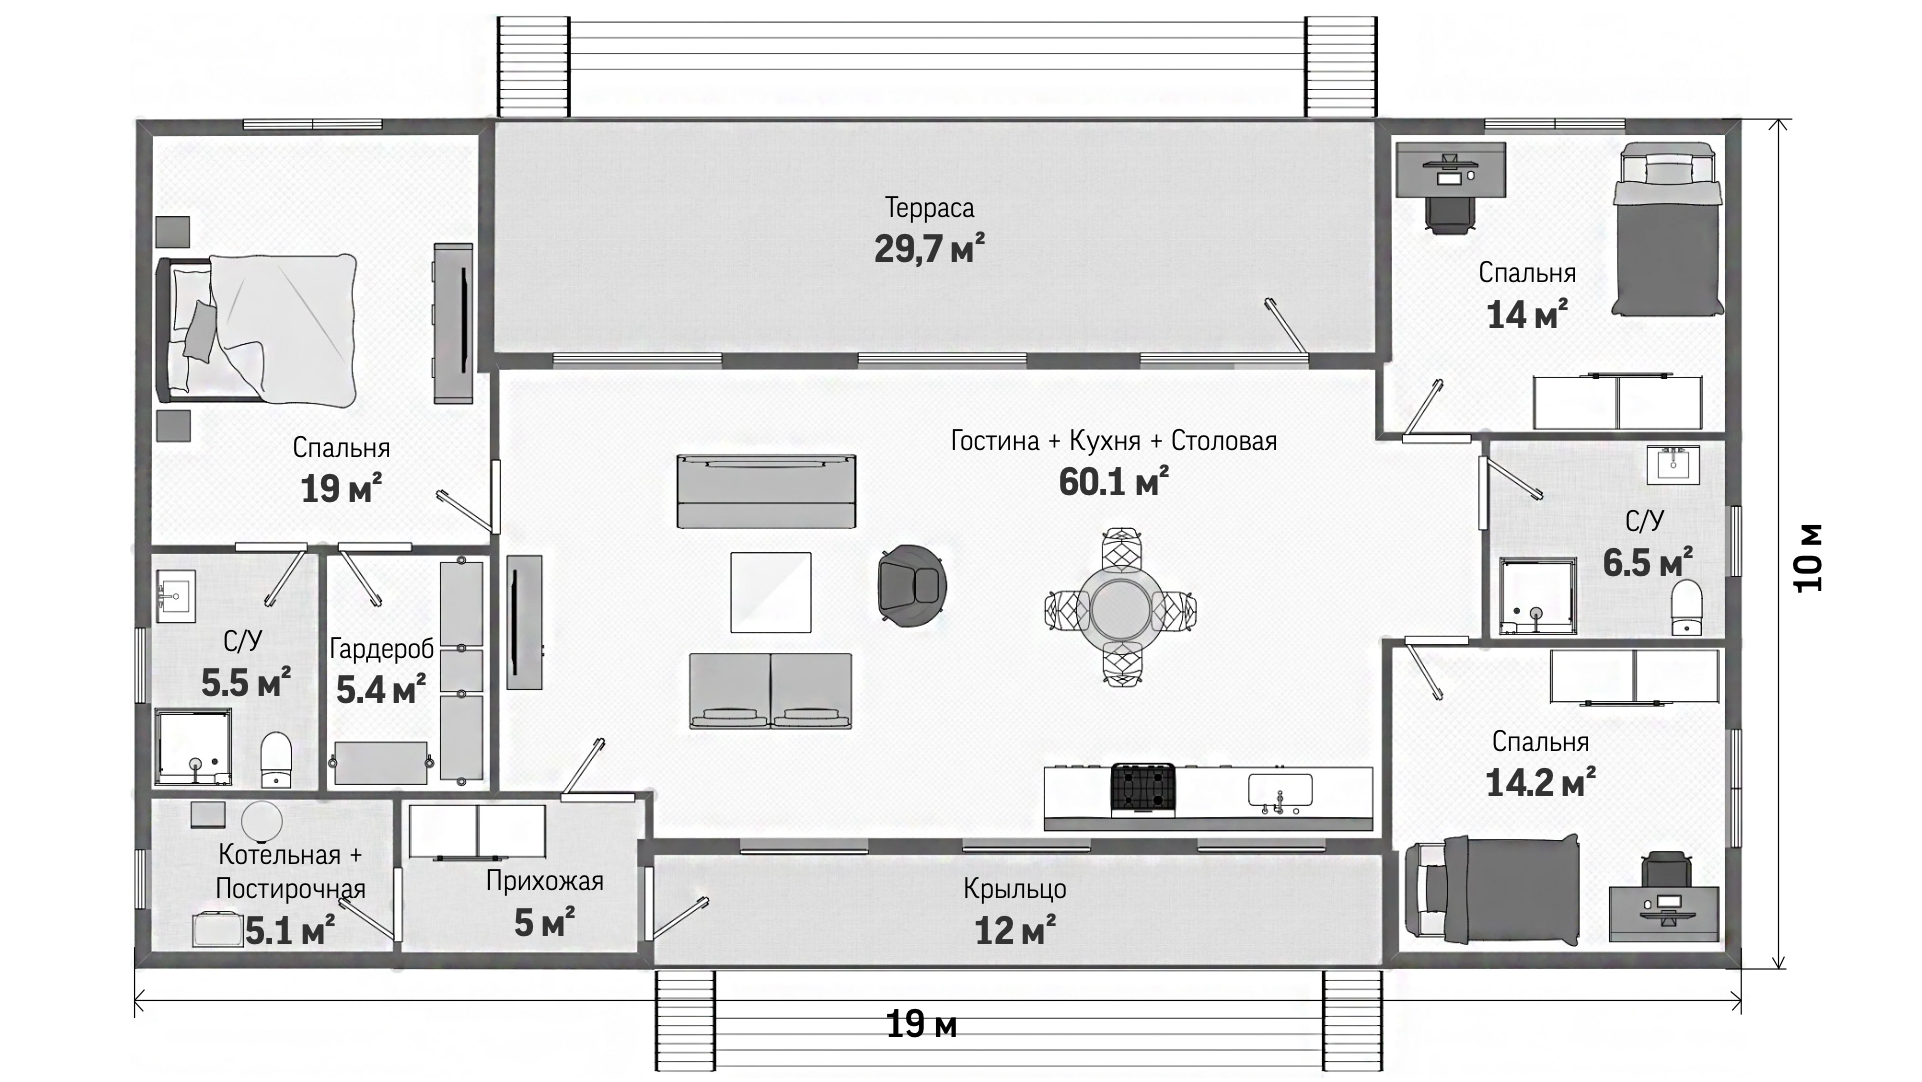 Терраса
29,7 м²
Спальня
14 м²
Спальня
19 м²
Гостина + Кухня + Столовая
60.1 м²
С/У
6.5 м²
10 м
С/У
5.5 м²
Гардероб
5.4 м²
Спальня
14.2 м²
Котельная +
Постирочная
5.1 м²
Прихожая
5 м²
Крыльцо
12 м²
19 м